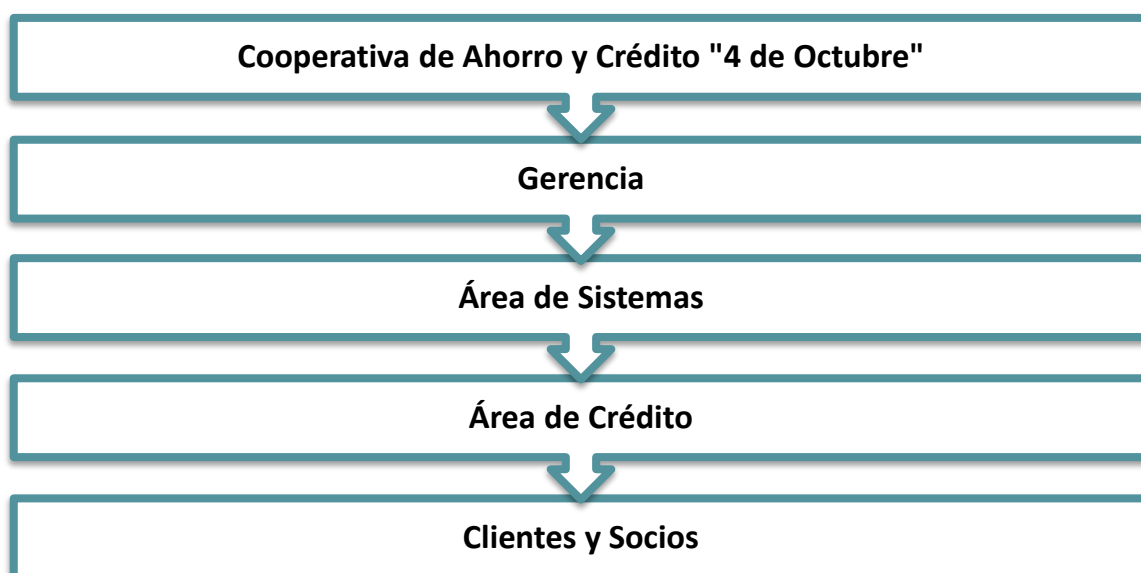 Cooperativa de Ahorro y Crédito "4 de Octubre"
Gerencia
Área de Sistemas
Área de Crédito
Clientes y Socios